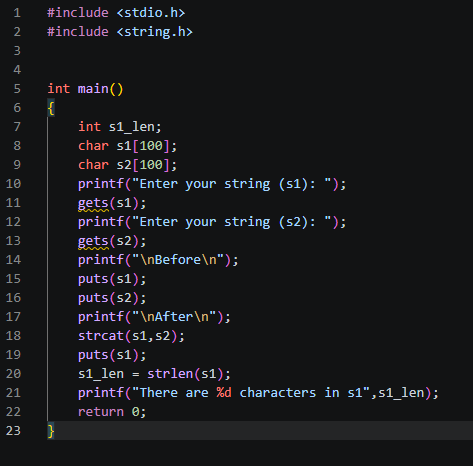 1 #include <stdio.h>
2 #include <string.h>
3
4
5 int main()
6 {
7 int s1_len;
8 char s1[100];
9 char s2[100];
10 printf("Enter your string (s1): ");
11 gets(s1);
12 printf("Enter your string (s2): ");
13 gets(s2);
14 printf("\nBefore\n");
15 puts(s1);
16 puts(s2);
17 printf("\nAfter\n");
18 strcat(s1,s2);
19 puts(s1);
20 s1_len = strlen(s1);
21 printf("There are %d characters in s1",s1_len);
22 return 0;
23 }